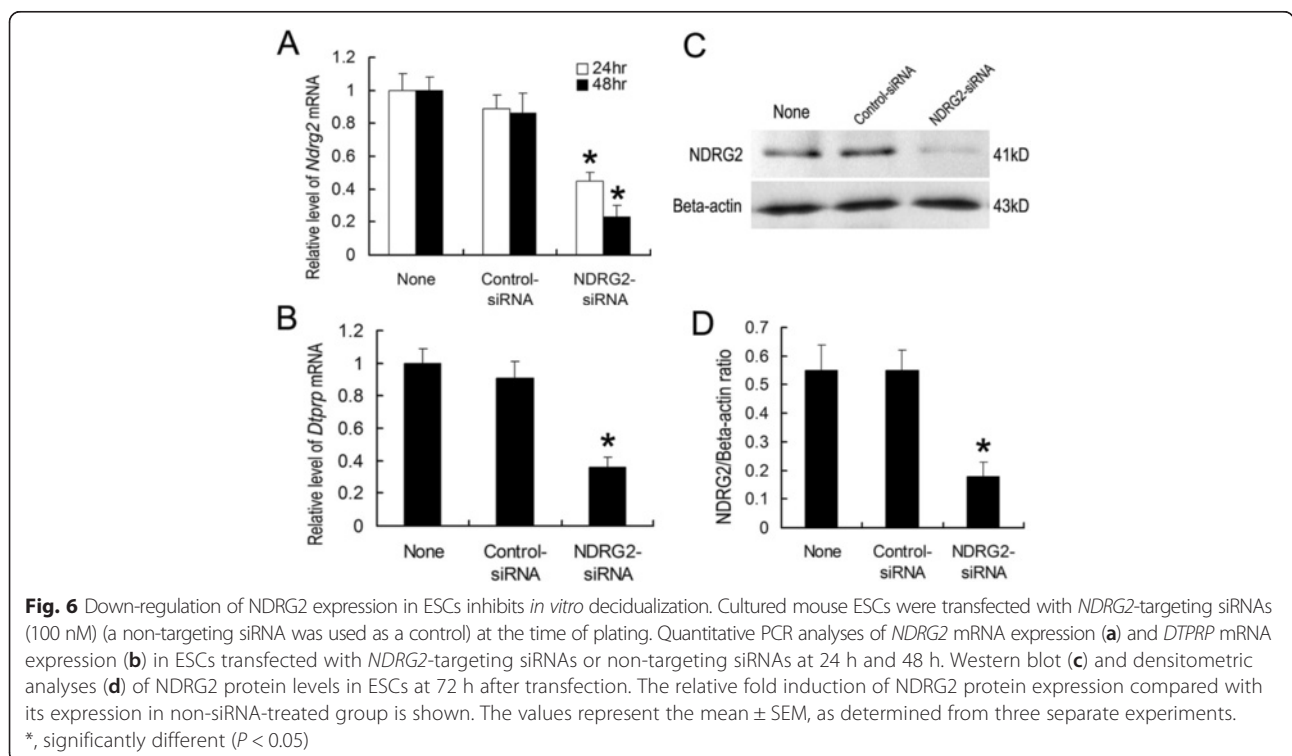 A
Relative level of Ndrg2 mRNA
1.2
1
0.8
0.6
0.4
0.2
0
24hr
48hr
*
*
None
Control-siRNA
NDRG2-siRNA
B
Relative level of Dtprp mRNA
1.2
1
0.8
0.6
0.4
0.2
0
*
None
Control-siRNA
NDRG2-siRNA
C
None
Control-siRNA
NDRG2-siRNA
NDRG2
41kD
Beta-actin
43kD
D
NDRG2/Beta-actin ratio
0.7
0.6
0.5
0.4
0.3
0.2
0.1
0
*
None
Control-siRNA
NDRG2-siRNA
Fig. 6 Down-regulation of NDRG2 expression in ESCs inhibits in vitro decidualization. Cultured mouse ESCs were transfected with NDRG2-targeting siRNAs
(100 nM) (a non-targeting siRNA was used as a control) at the time of plating. Quantitative PCR analyses of NDRG2 mRNA expression (a) and DTPRP mRNA
expression (b) in ESCs transfected with NDRG2-targeting siRNAs or non-targeting siRNAs at 24 h and 48 h. Western blot (c) and densitometric
analyses (d) of NDRG2 protein levels in ESCs at 72 h after transfection. The relative fold induction of NDRG2 protein expression compared with
its expression in non-siRNA-treated group is shown. The values represent the mean ± SEM, as determined from three separate experiments.
*, significantly different (P < 0.05)